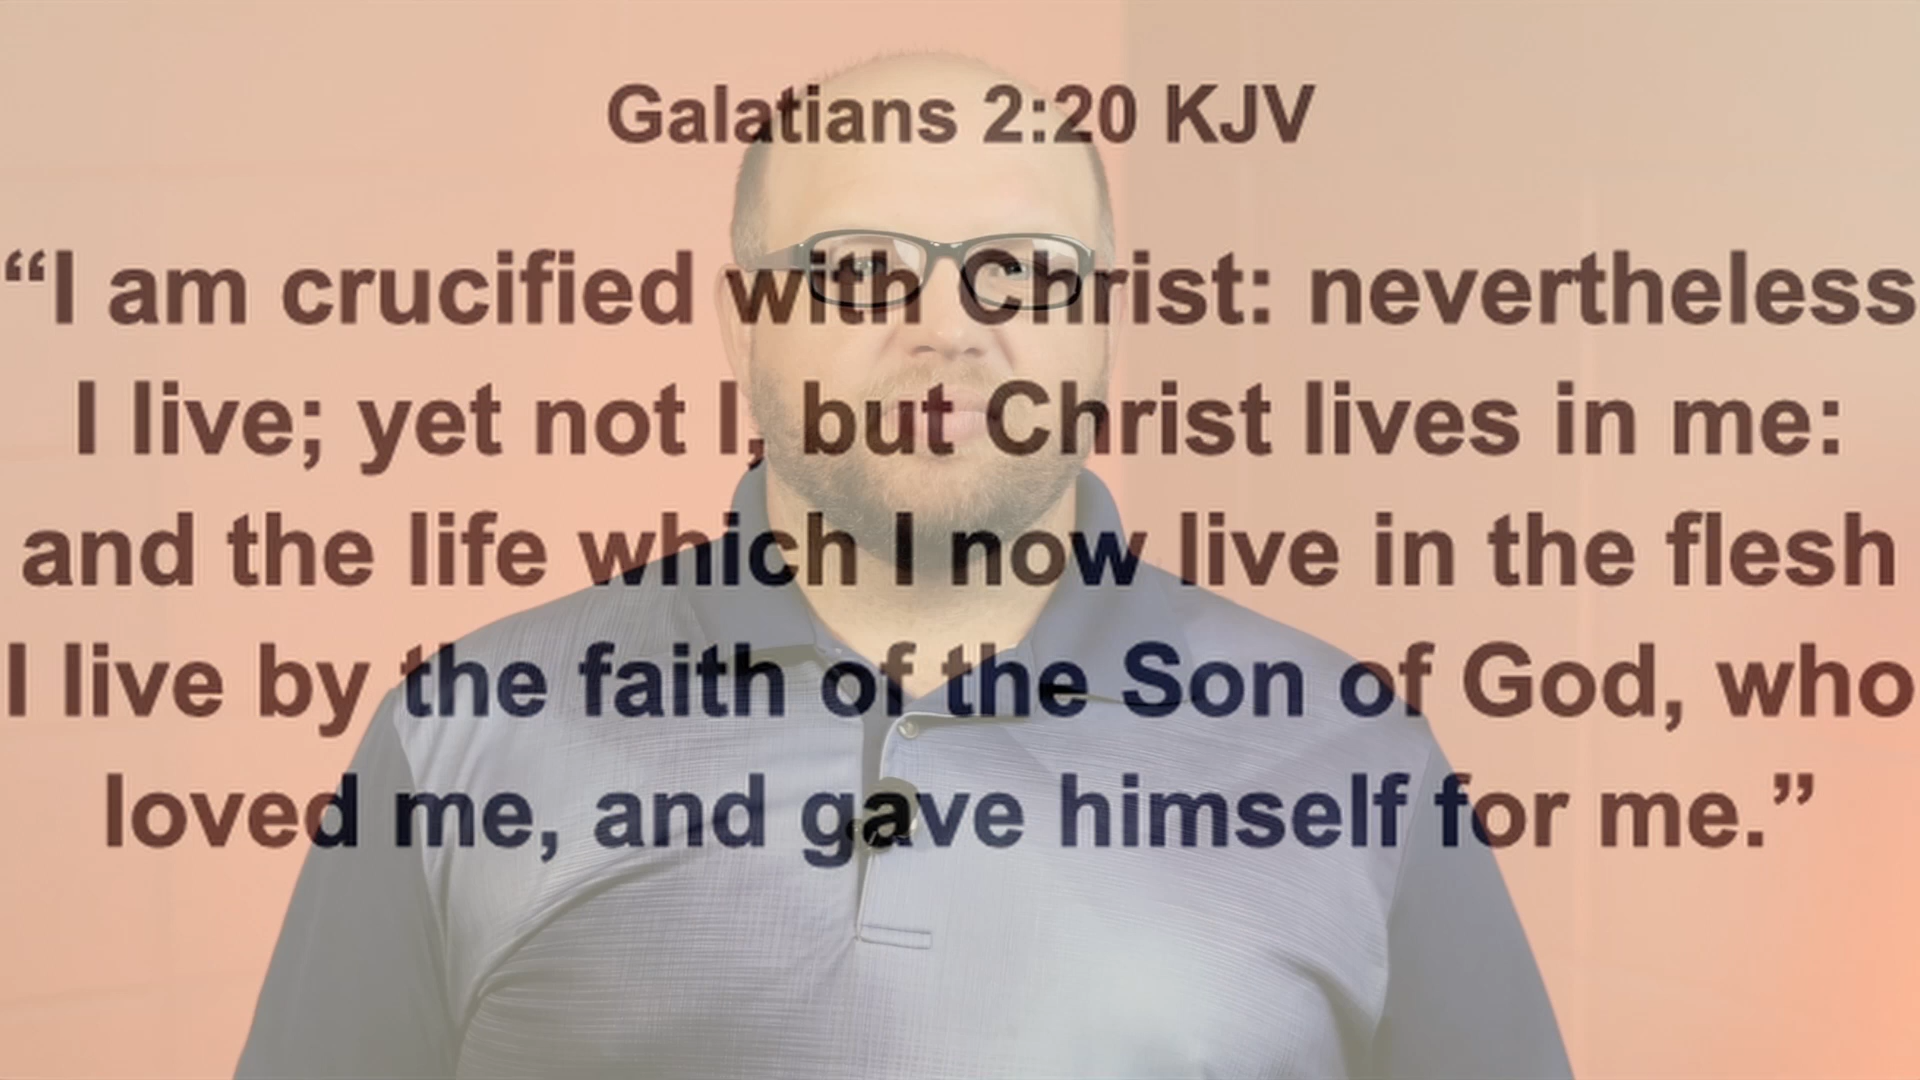 Galatians 2:20 KJV
“I am crucified with Christ: nevertheless
I live; yet not I, but Christ lives in me:
and the life which I now live in the flesh
I live by the faith of the Son of God, who
loved me, and gave himself for me.”